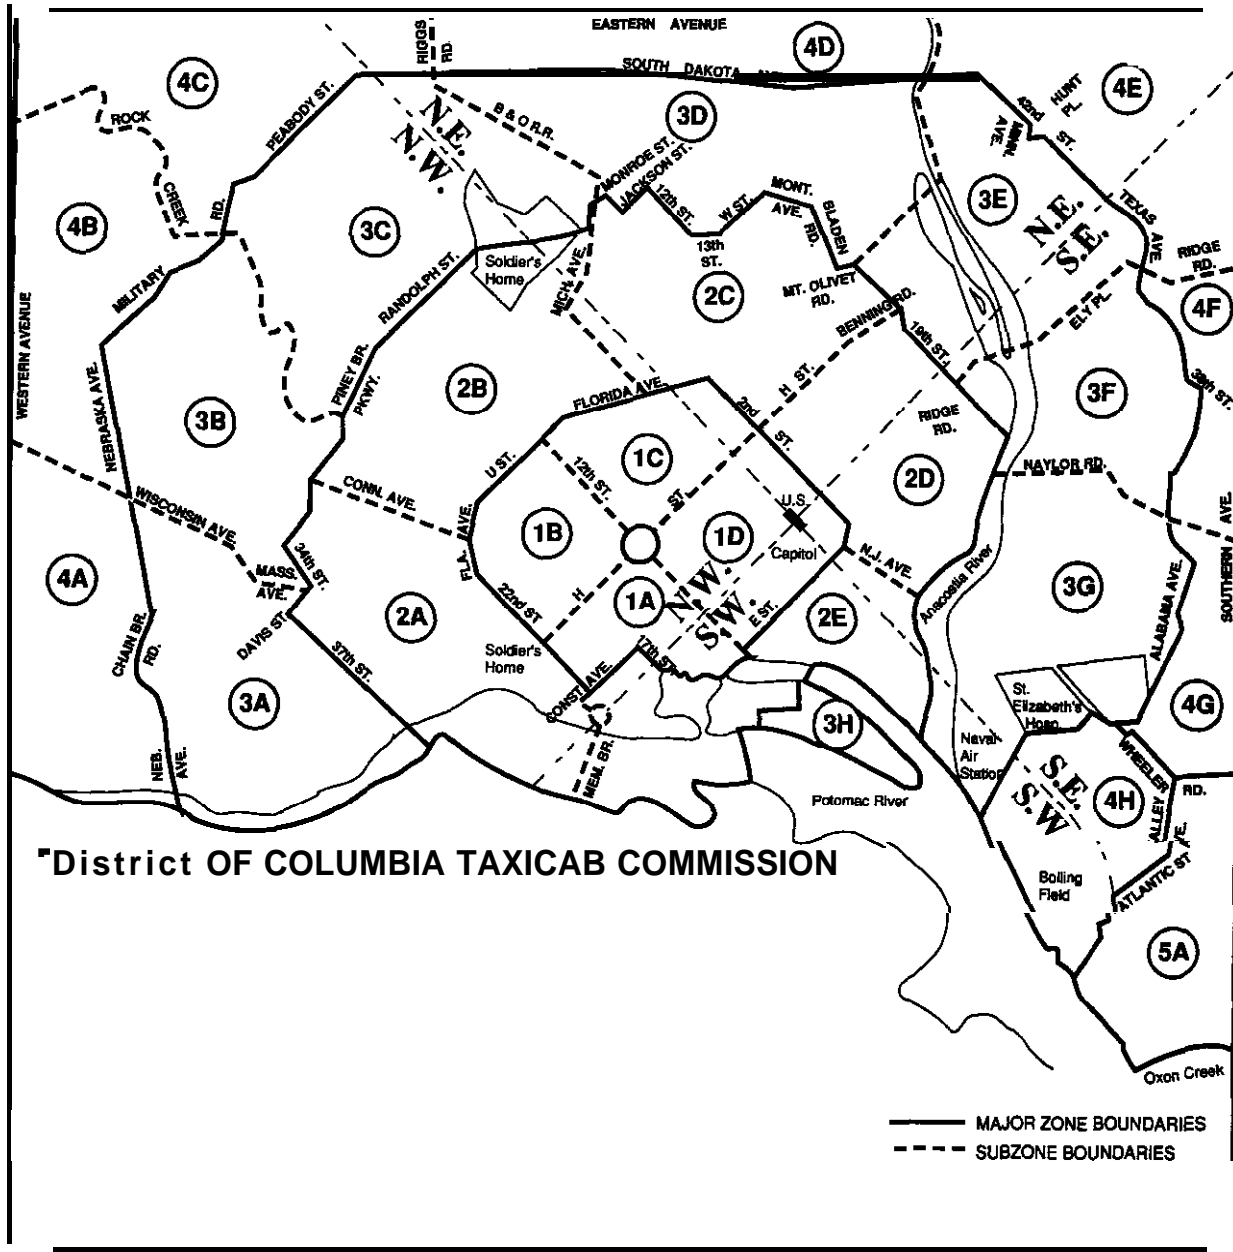 EASTERN AVENUE
4D
RIGGS
RD.
SOUTH DAKOTA
4C
4E
HUNT
PL.
42nd
ST.
MINN.
AVE.
ROCK
PEABODY ST.
B & O R.R.
3D
N.E.
N.W.
MONROE ST.
JACKSON ST.
12th ST.
W ST.
MONT.
AVE.
BLADEN
RD.
13th
ST.
3E
N.E.
S.E.
TEXAS
AVE
RIDGE
RD.
4B
CREEK
RD.
3C
Soldier's
Home
RANDOLPH ST.
MICH. AVE.
2C
MT. OLIVET
RD.
BENNING RD.
ELY PL.
4F
MILITARY
WESTERN AVENUE
NEBRASKA AVE.
PINEY BR.
PKWY.
2B
FLORIDA AVE.
H ST.
19th ST.
38th ST.
3B
3F
RIDGE
RD.
2nd
ST.
U ST.
12th ST.
1C
CONN. AVE.
2D
NAYLOR RD.
WISCONSIN AVE
ST.
U.S.
Capitol
1B
1D
FLA. AVE.
34th ST.
MASS.
AVE.
4A
N.J. AVE.
Anacostia River
3G
ALABAMA AVE.
SOUTHERN AVE.
22nd ST
H
1A
N.W.
S.W.
E ST.
2E
2A
DAVIS ST.
37th ST.
CHAIN BR.
RD.
Soldier's
Home
17th ST.
CONST. AVE.
3A
3H
St.
Elizabeth's
Hosp.
4G
NEB.
AVE.
MEM. BR.
Potomac River
Naval
Air
Station
S.E.
S.W
WHEELER
RD.
4H
ALLEY
AVE.
District OF COLUMBIA TAXICAB COMMISSION
Bolling
Field
ATLANTIC ST
5A
Oxon Creek
MAJOR ZONE BOUNDARIES
SUBZONE BOUNDARIES